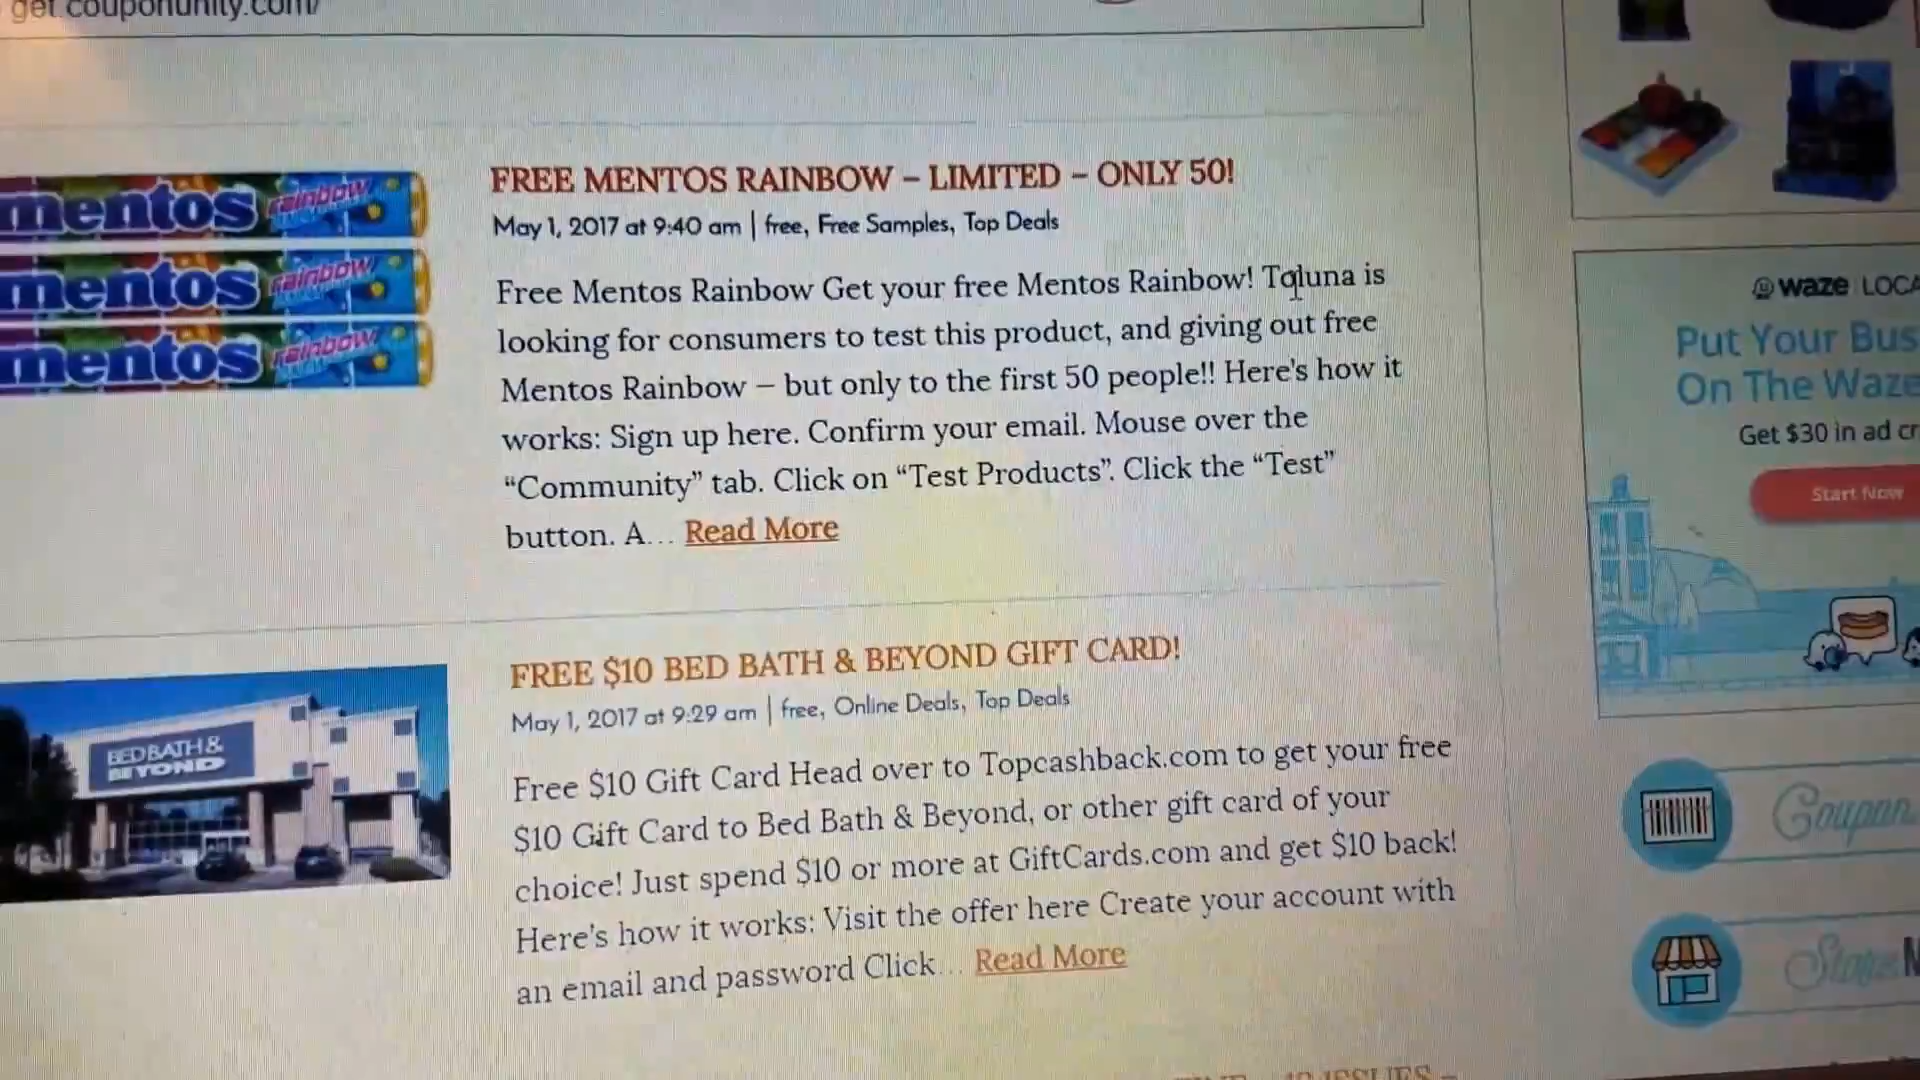 get.couponunity.com/
mentos rainbow
mentos rainbow
mentos rainbow
FREE MENTOS RAINBOW – LIMITED – ONLY 50!
May 1, 2017 at 9:40 am | free, Free Samples, Top Deals
Free Mentos Rainbow Get your free Mentos Rainbow! Toluna is
looking for consumers to test this product, and giving out free
Mentos Rainbow – but only to the first 50 people!! Here's how it
works: Sign up here. Confirm your email. Mouse over the
“Community” tab. Click on “Test Products”. Click the “Test”
button. A... Read More
BED BATH &
BEYOND
FREE $10 BED BATH & BEYOND GIFT CARD!
May 1, 2017 at 9:29 am | free, Online Deals, Top Deals
Free $10 Gift Card Head over to Topcashback.com to get your free
$10 Gift Card to Bed Bath & Beyond, or other gift card of your
choice! Just spend $10 or more at GiftCards.com and get $10 back!
Here's how it works: Visit the offer here Create your account with
an email and password Click... Read More
waze LOCA
Put Your Bus
On The Waze
Get $30 in ad cr
Start Now
Coupon
Store M